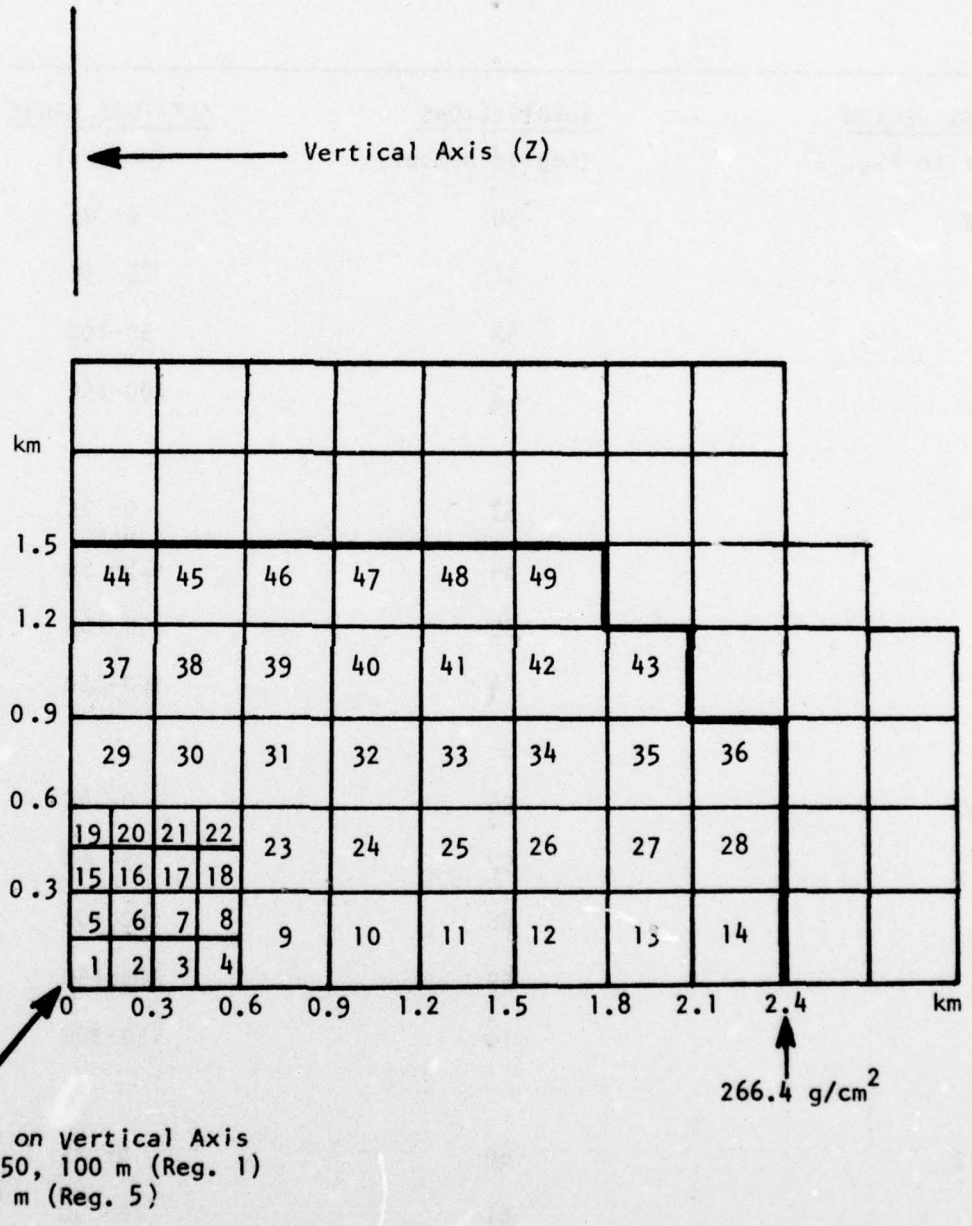 Vertical Axis (Z)
km
1.5
44 45 46 47 48 49
1.2
37 38 39 40 41 42 43
0.9
29 30 31 32 33 34 35 36
0.6
19 20 21 22
23 24 25 26 27 28
15 16 17 18
0.3
5 6 7 8
9 10 11 12 13 14
1 2 3 4
0 0.3 0.6 0.9 1.2 1.5 1.8 2.1 2.4 km
266.4 g/cm2
on Vertical Axis
50, 100 m (Reg. 1)
m (Reg. 5)